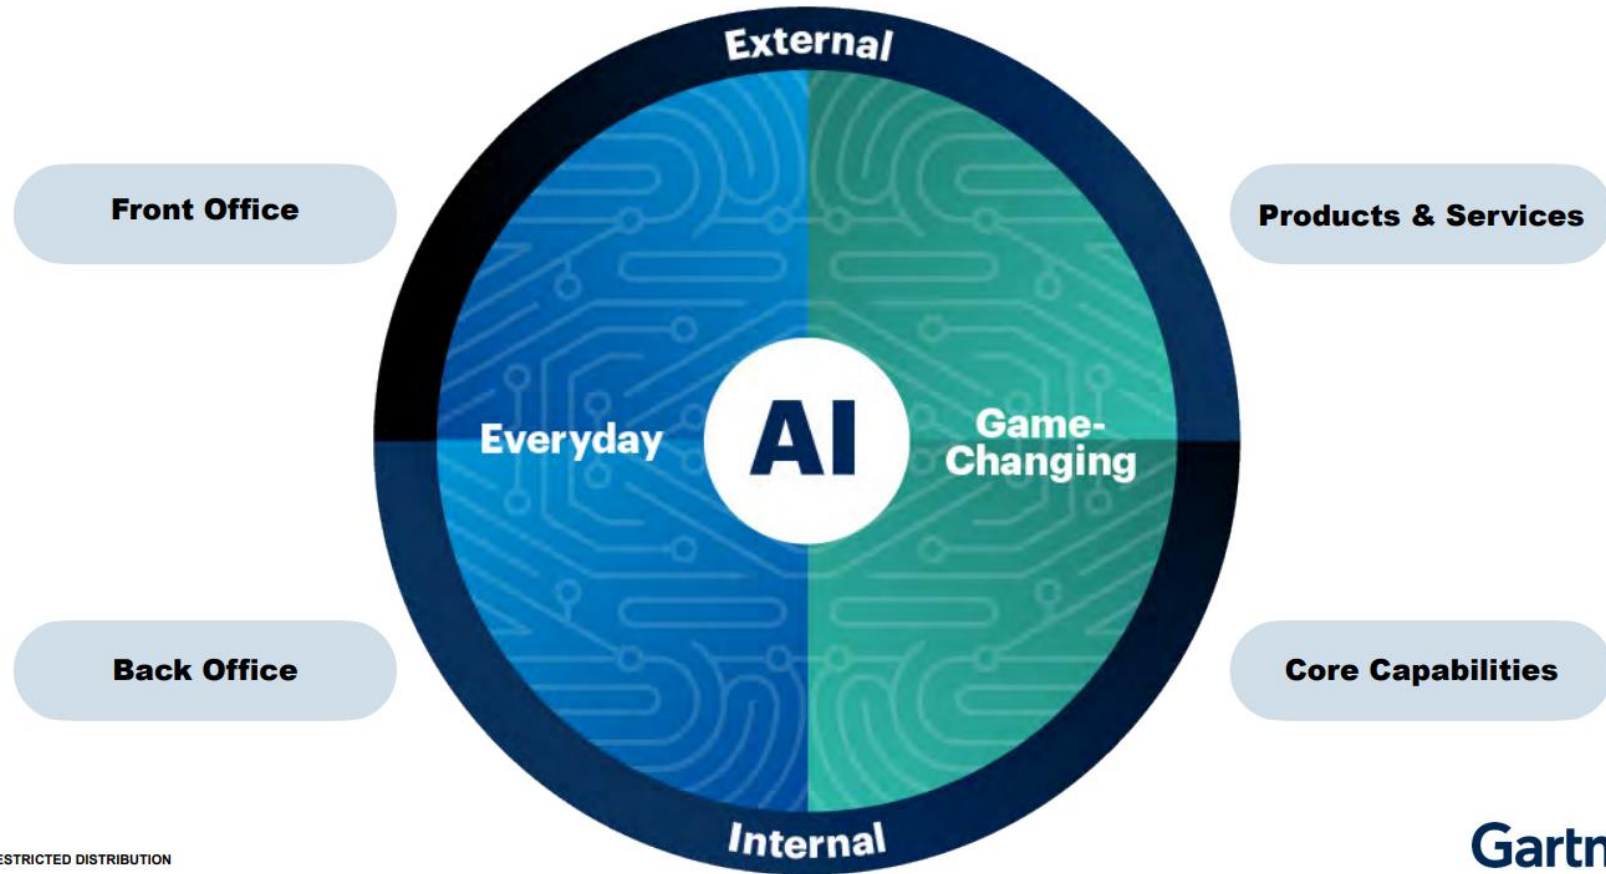 External
Front Office
Products & Services
Everyday
AI
Game-
Changing
Back Office
Core Capabilities
Internal
ESTRICTED DISTRIBUTION
Gartn